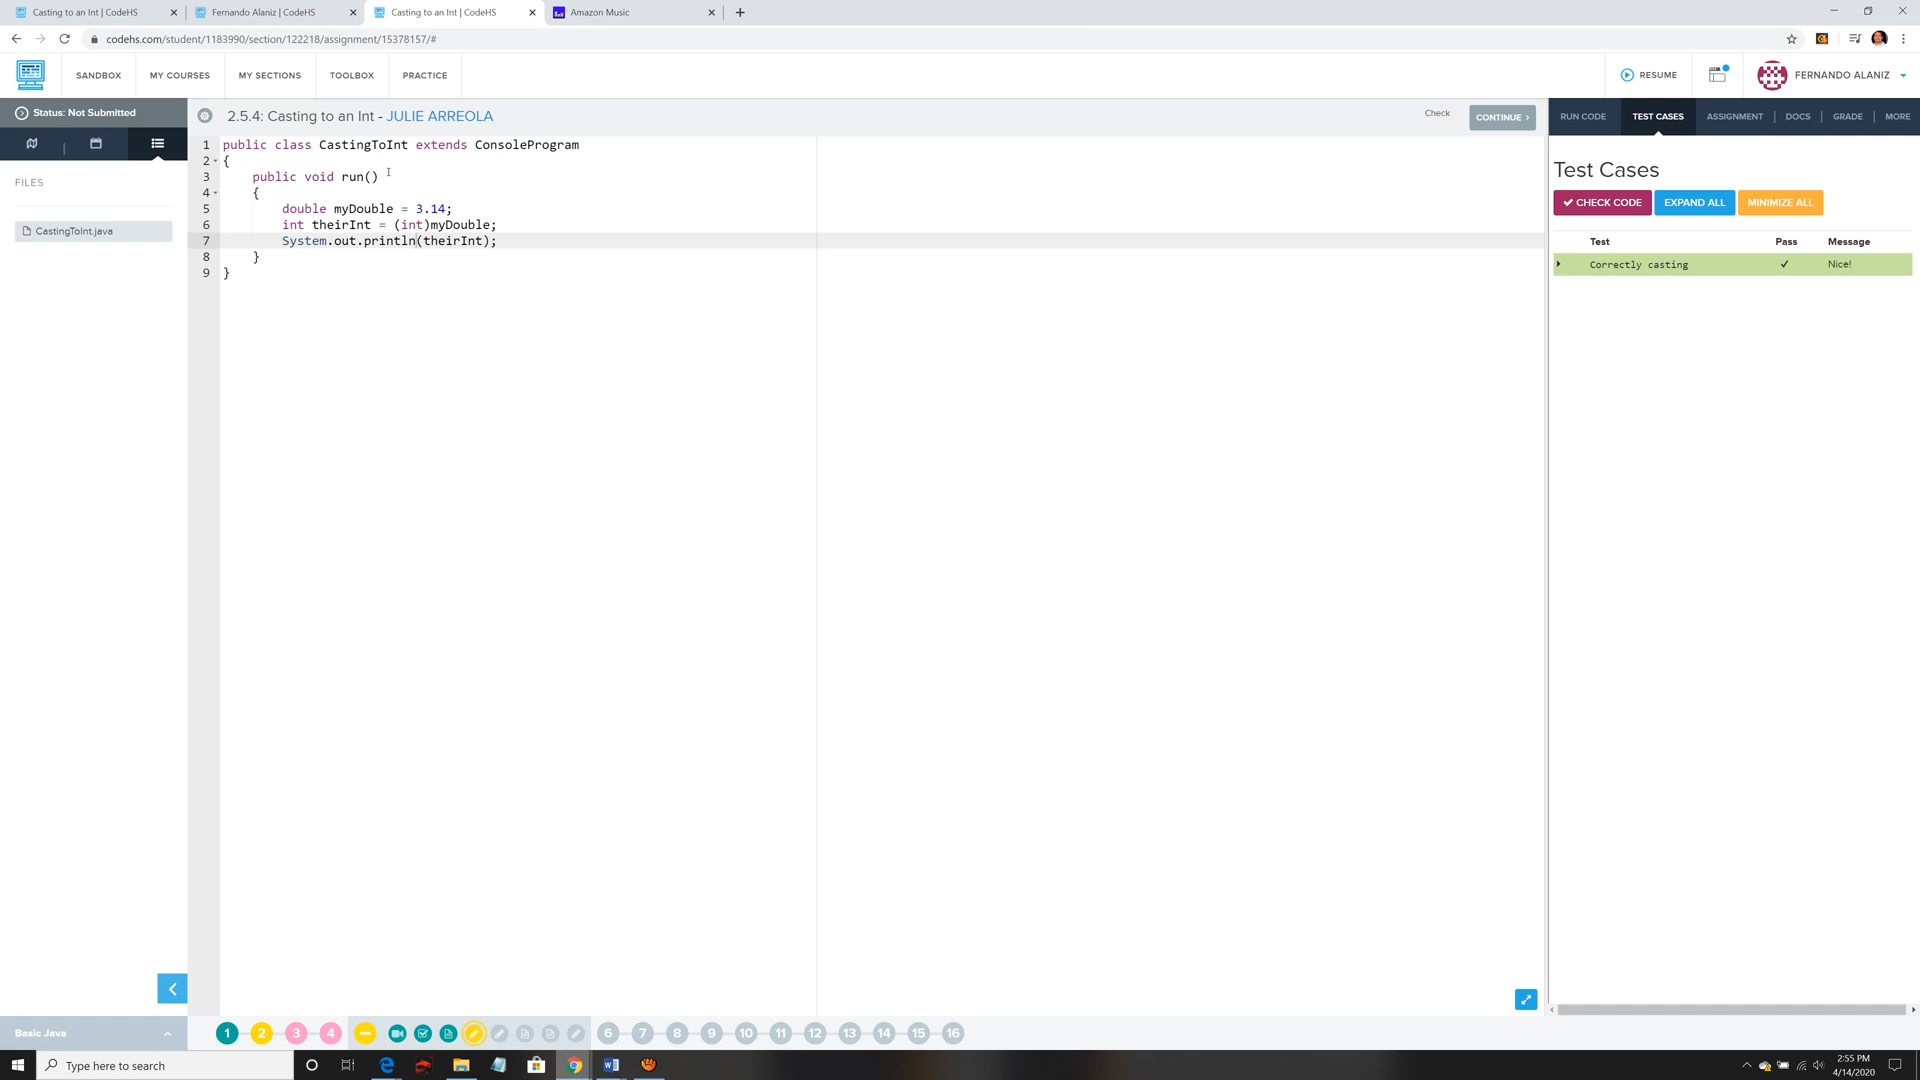 Casting to an Int | CodeHS
Fernando Alaniz | CodeHS
Casting to an Int | CodeHS
Amazon Music
codehs.com/student/1183990/section/122218/assignment/15378157/#
SANDBOX
MY COURSES
MY SECTIONS
TOOLBOX
PRACTICE
RESUME
FERNANDO ALANIZ
Status: Not Submitted
2.5.4: Casting to an Int - JULIE ARREOLA
Check
CONTINUE >
RUN CODE
TEST CASES
ASSIGNMENT
DOCS
GRADE
MORE
FILES
CastingToInt.java
1 public class CastingToInt extends ConsoleProgram
2 {
3 public void run()
4 {
5 double myDouble = 3.14;
6 int theirInt = (int)myDouble;
7 System.out.println(theirInt);
8 }
9 }
Test Cases
CHECK CODE
EXPAND ALL
MINIMIZE ALL
Test Pass Message
Correctly casting ✓ Nice!
Basic Java
1 2 3 4 6 7 8 9 10 11 12 13 14 15 16
Type here to search
2:55 PM
4/14/2020